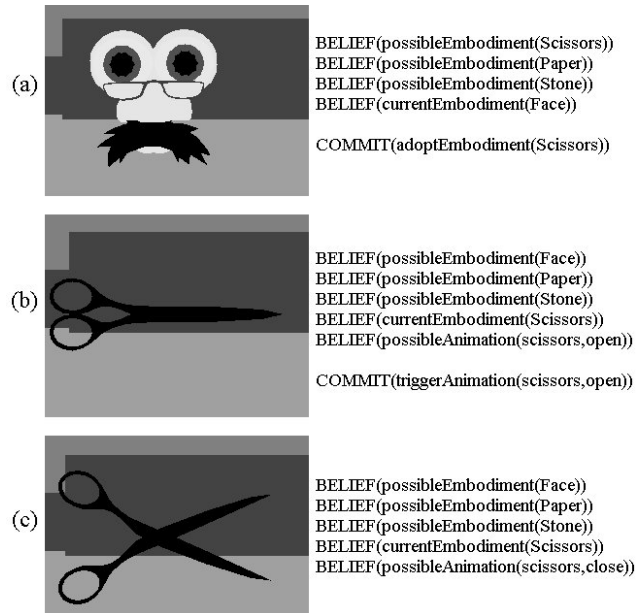 (a)
BELIEF(possibleEmbodiment(Scissors))
BELIEF(possibleEmbodiment(Paper))
BELIEF(possibleEmbodiment(Stone))
BELIEF(currentEmbodiment(Face))
COMMIT(adoptEmbodiment(Scissors))
(b)
BELIEF(possibleEmbodiment(Face))
BELIEF(possibleEmbodiment(Paper))
BELIEF(possibleEmbodiment(Stone))
BELIEF(currentEmbodiment(Scissors))
BELIEF(possibleAnimation(scissors,open))
COMMIT(triggerAnimation(scissors,open))
(c)
BELIEF(possibleEmbodiment(Face))
BELIEF(possibleEmbodiment(Paper))
BELIEF(possibleEmbodiment(Stone))
BELIEF(currentEmbodiment(Scissors))
BELIEF(possibleAnimation(scissors,close))